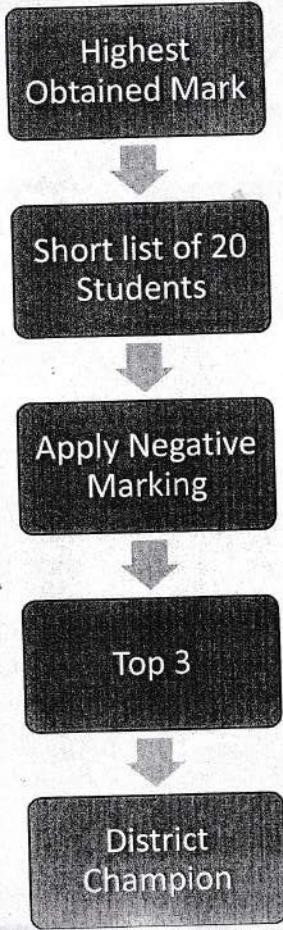 Highest
Obtained Mark
Short list of 20
Students
Apply Negative
Marking
Top 3
District
Champion